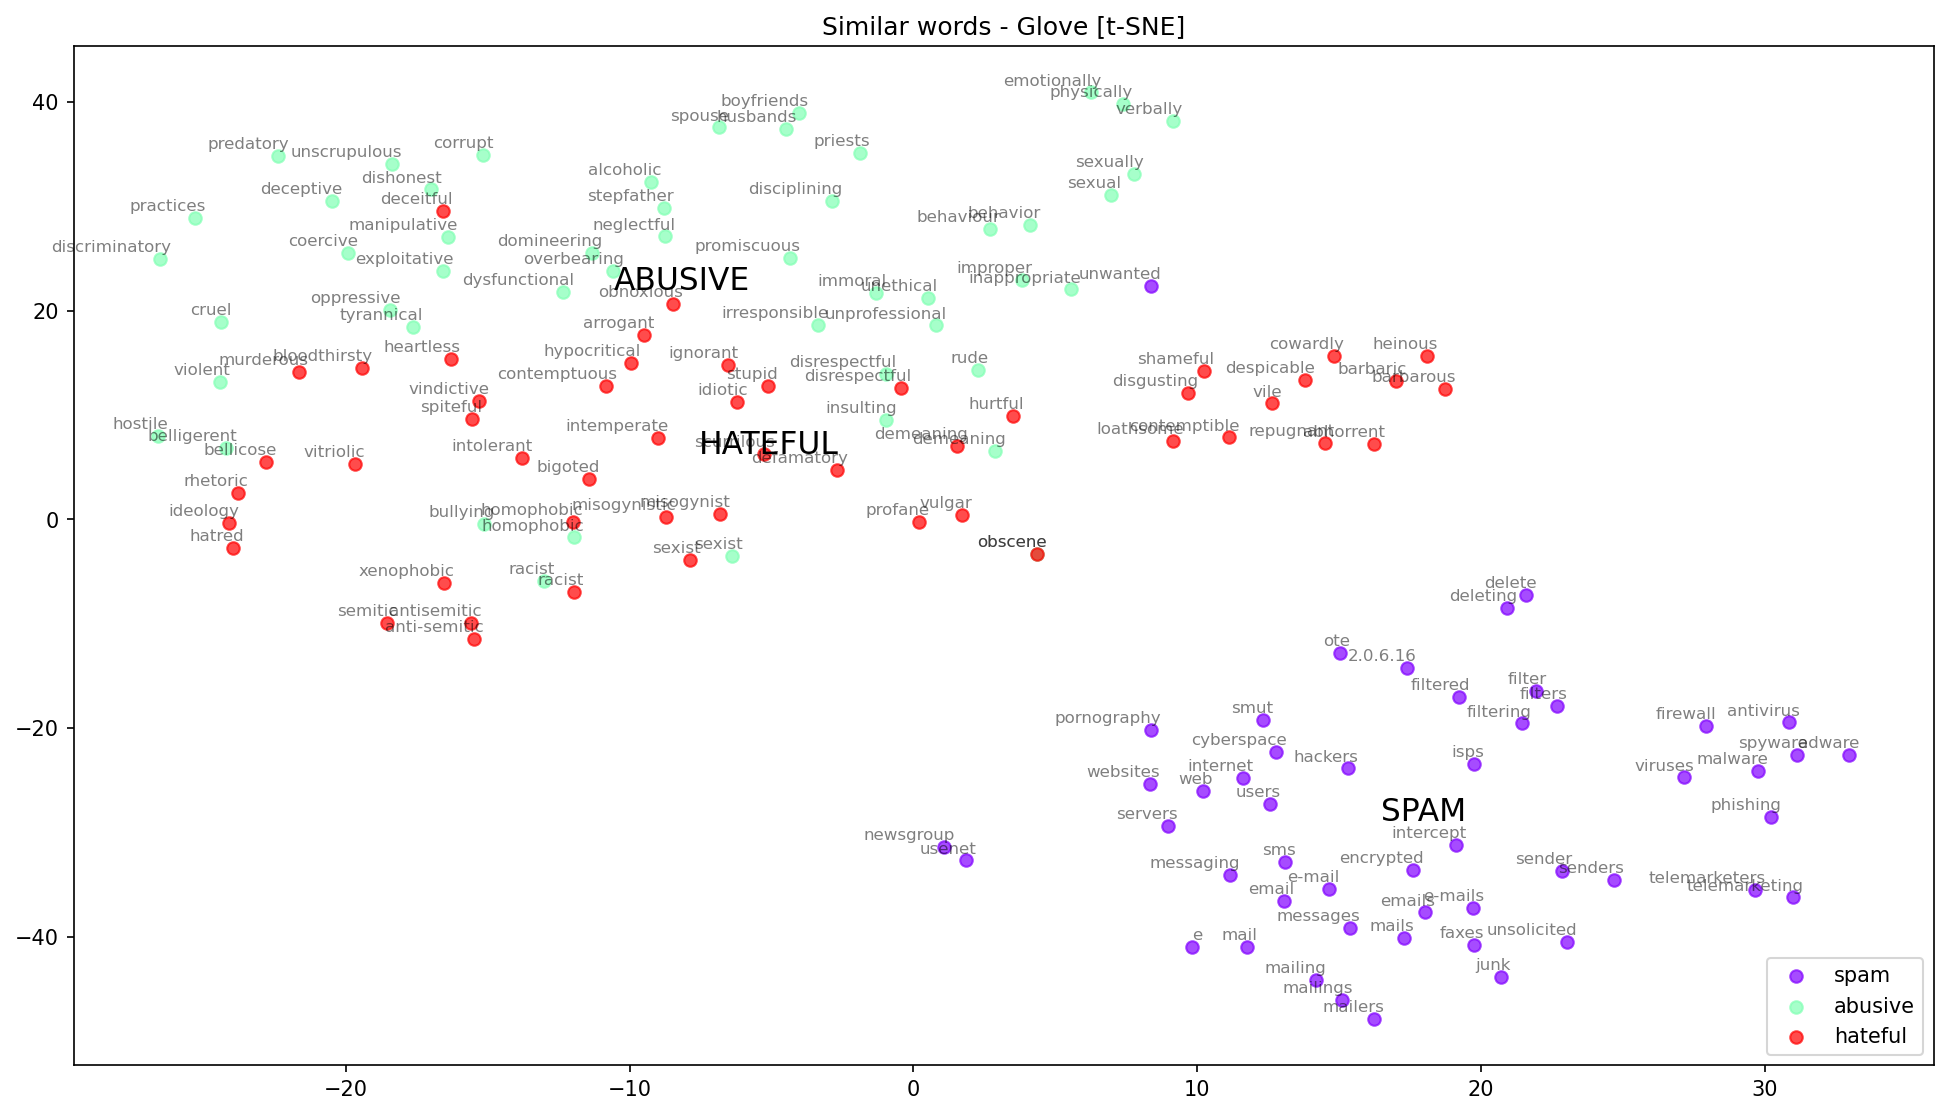 Similar words - Glove [t-SNE]
40
20
0
−20
−40
−20
−10
0
10
20
30
emotionally
physically
verbally
boyfriends
spouse
husbands
priests
predatory
unscrupulous
corrupt
alcoholic
sexually
sexual
dishonest
deceptive
deceitful
stepfather
disciplining
practices
manipulative
neglectful
behaviour
behavior
discriminatory
coercive
exploitative
domineering
overbearing
promiscuous
dysfunctional
ABUSIVE
obnoxious
immoral
unethical
improper
inappropriate
unwanted
cruel
oppressive
tyrannical
arrogant
irresponsible
unprofessional
heartless
hypocritical
ignorant
disrespectful
disrespectful
rude
shameful
cowardly
heinous
violent
murderous
bloodthirsty
contemptuous
stupid
idiotic
disgusting
despicable
barbaric
barbarous
vile
vindictive
spiteful
insulting
hurtful
hostile
belligerent
bellicose
vitriolic
intolerant
intemperate
HATEFUL
scurrilous
defamatory
demeaning
demeaning
loathsome
contemptible
repugnant
abhorrent
bigoted
rhetoric
ideology
hatred
bullying
homophobic
homophobic
misogynistic
misogynist
profane
vulgar
sexist
sexist
obscene
xenophobic
racist
racist
semitic
antisemitic
anti-semitic
delete
deleting
ote
2.0.6.16
filtered
filter
filters
filtering
pornography
smut
cyberspace
hackers
isps
firewall
antivirus
spyware
adware
malware
viruses
websites
web
internet
users
servers
SPAM
phishing
intercept
newsgroup
usenet
messaging
sms
encrypted
sender
senders
email
e-mail
emails
e-mails
telemarketers
telemarketing
messages
mails
faxes
unsolicited
e
mail
mailing
mailings
mailers
junk
spam
abusive
hateful